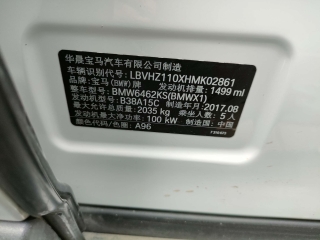 华晨宝马汽车有限公司制造
车辆识别代号: LBVHZ110XHMK02861
品牌: 宝马(BMW)牌 发动机排量: 1499 ml
整车型号: BMW6462KS(BMWX1)
发动机型号: B38A15C 制造年月: 2017.08
最大允许总质量: 2035 kg 乘坐人数: 5 人
发动机最大净功率: 100 kW 制造国: 中国
颜色代码/色色: A96